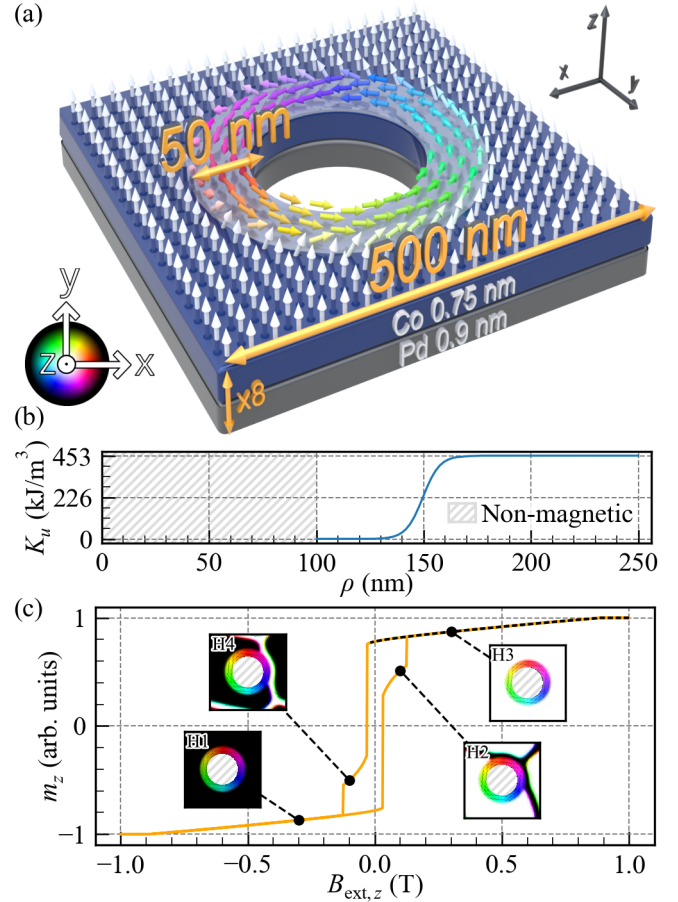 (a)
z
x
y
50 nm
500 nm
Co 0.75 nm
Pd 0.9 nm
x8
y
z
x
(b)
K_u (kJ/m³)
453
226
0
Non-magnetic
0
50
100
150
200
250
ρ (nm)
(c)
m_z (arb. units)
1
0
−1
H4
H3
H1
H2
−1.0
−0.5
0.0
0.5
1.0
B_ext, z (T)